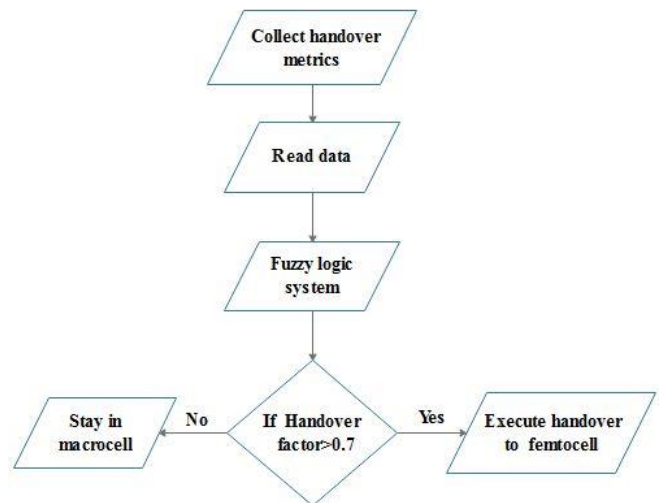 Collect handover
metrics
Read data
Fuzzy logic
system
If Handover
factor>0.7
No
Stay in
macrocell
Yes
Execute handover
to femtocell